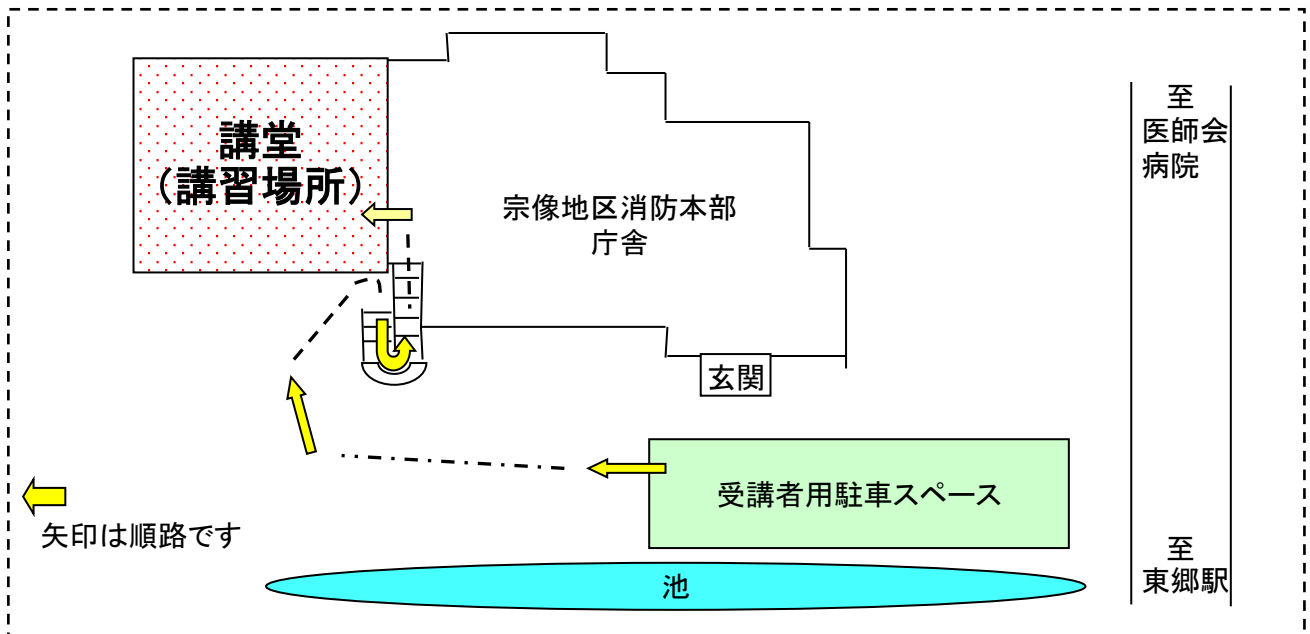 講堂
(講習場所)
宗像地区消防本部
庁舎
至
医師会
病院
玄関
受講者用駐車スペース
矢印は順路です
池
至
東郷駅